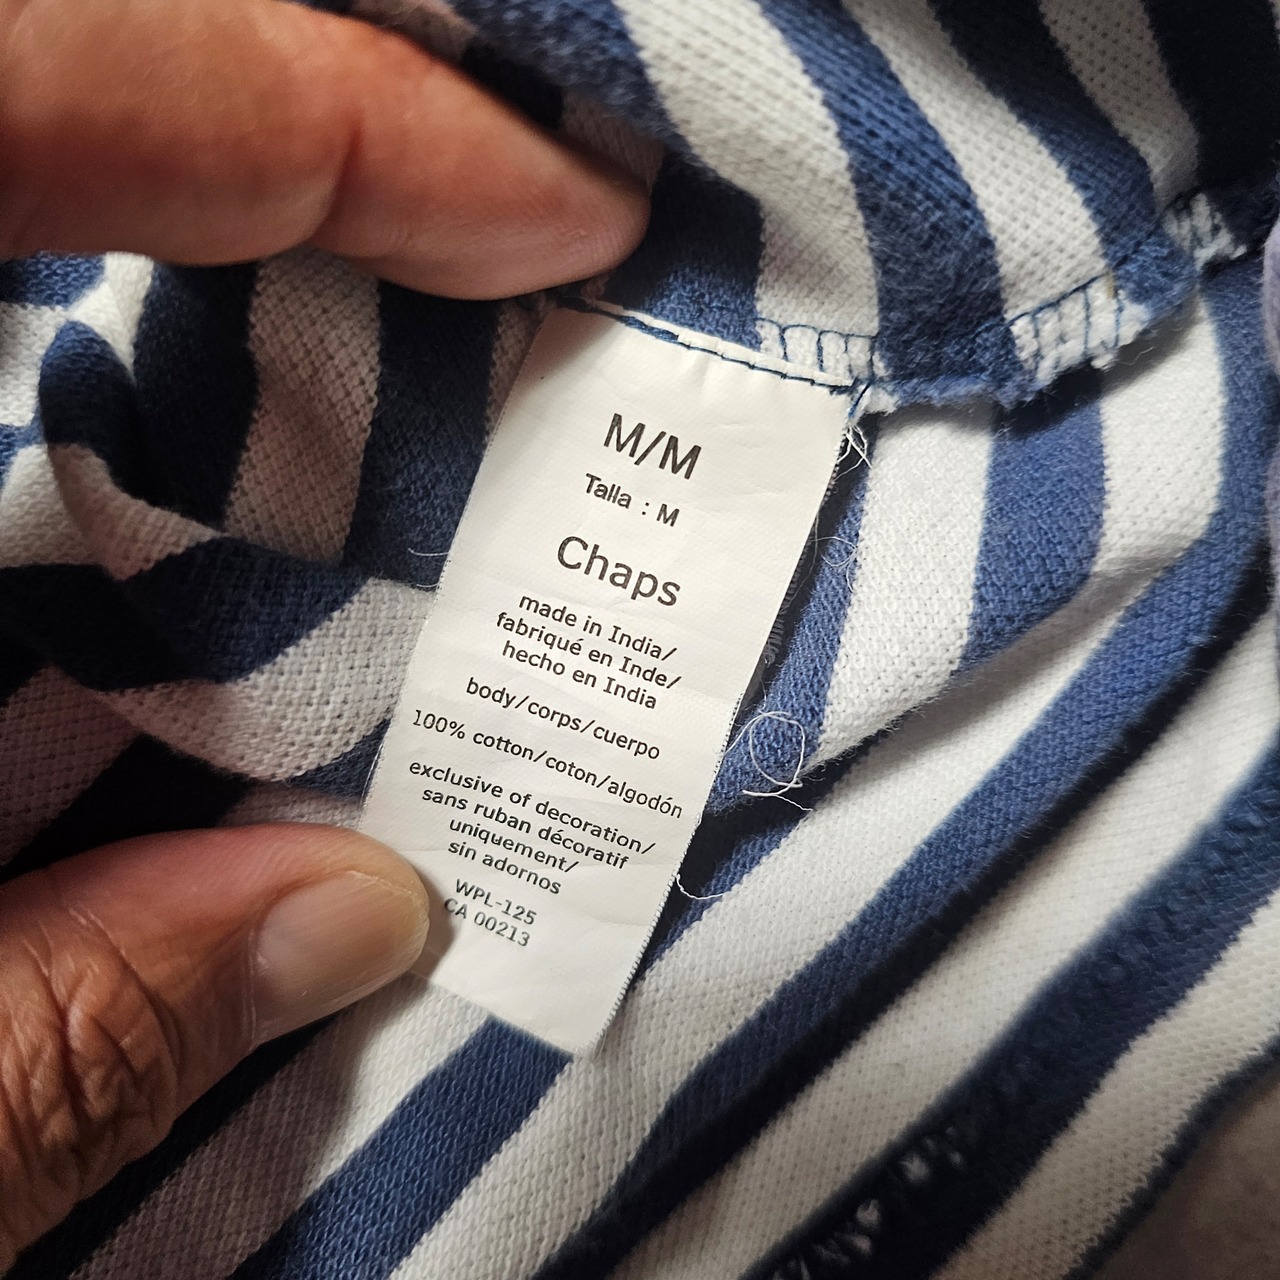 M/M
Talla : M
Chaps
made in India/
fabriqué en Inde/
hecho en India
body/corps/cuerpo
100% cotton/coton/algodón
exclusive of decoration/
sans ruban décoratif
uniquement/
sin adornos
WPL-125
CA 00213